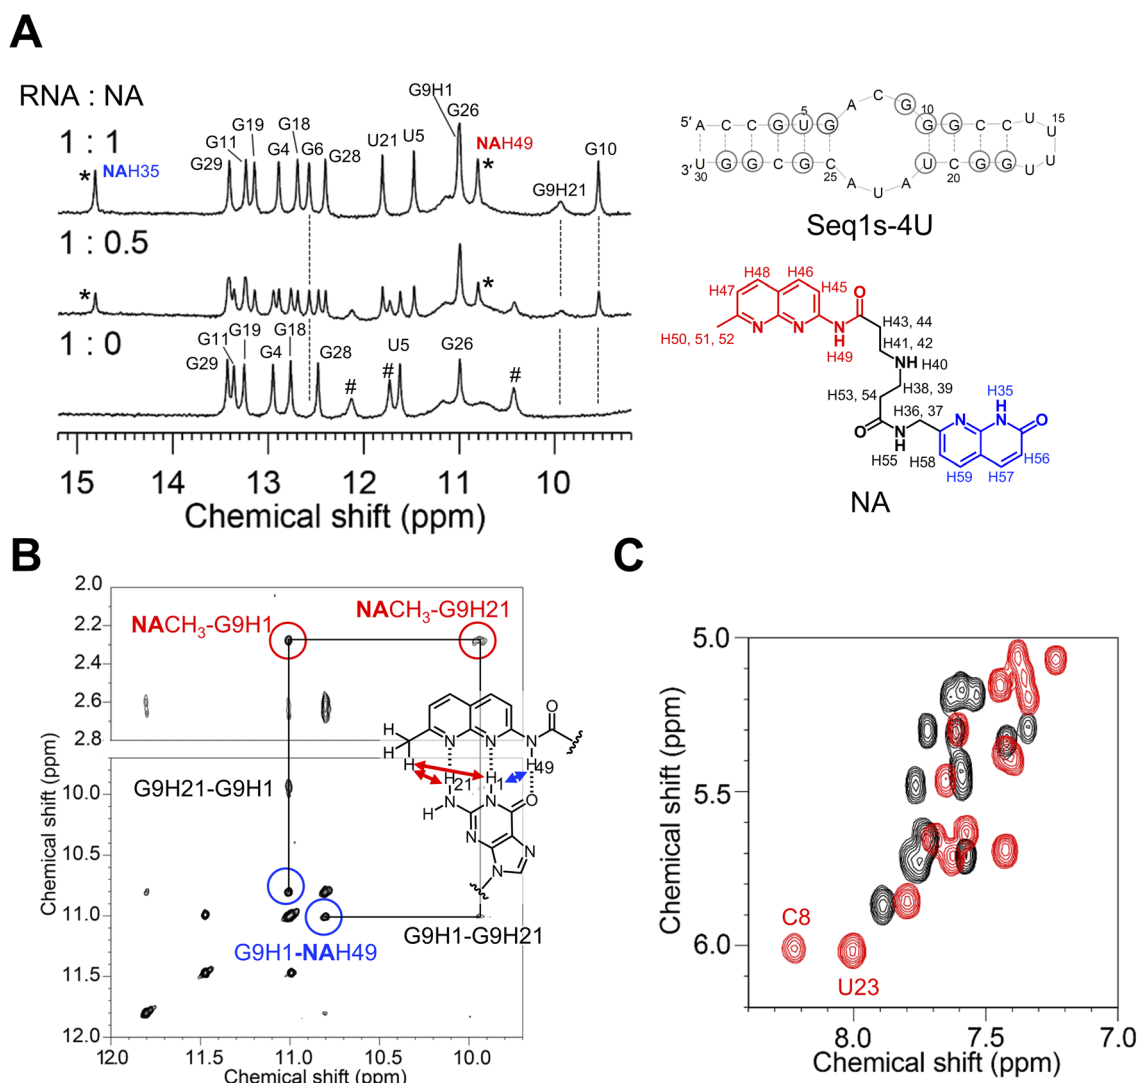 A
RNA : NA
1 : 1
* NAH35
G29
G11
G19
G4
G18
G6
G28
U21
U5
G9H1
G26
NAH49
*
G9H21
G10
1 : 0.5
*
*
1 : 0
G29
G11
G19
G4
G18
G28
#
#
U5
G26
#
15 14 13 12 11 10
Chemical shift (ppm)
5′ A C C G U G A C G G G C C U U
5 10 15
3′ U G G C G C A U A U C G G U U
30 25 20
Seq1s-4U
H48 H46
H47 H45
N N N
H
O
H50, 51, 52
H49
H43, 44
H41, 42
NH H40
H53, 54
H38, 39
H36, 37
H35
O N
H
N H
N O
H55 H58
H56
H59 H57
NA
B
2.0
2.2
2.4
2.6
2.8
10.0
10.5
11.0
11.5
12.0
Chemical shift (ppm)
NACH3-G9H1
NACH3-G9H21
G9H21-G9H1
G9H1-NAH49
G9H1-G9H21
O
H
H N N N
H H21 H1 H49
H N N O
N
N N
12.0 11.5 11.0 10.5 10.0
Chemical shift (ppm)
C
5.0
5.5
6.0
Chemical shift (ppm)
C8
U23
8.0 7.5 7.0
Chemical shift (ppm)